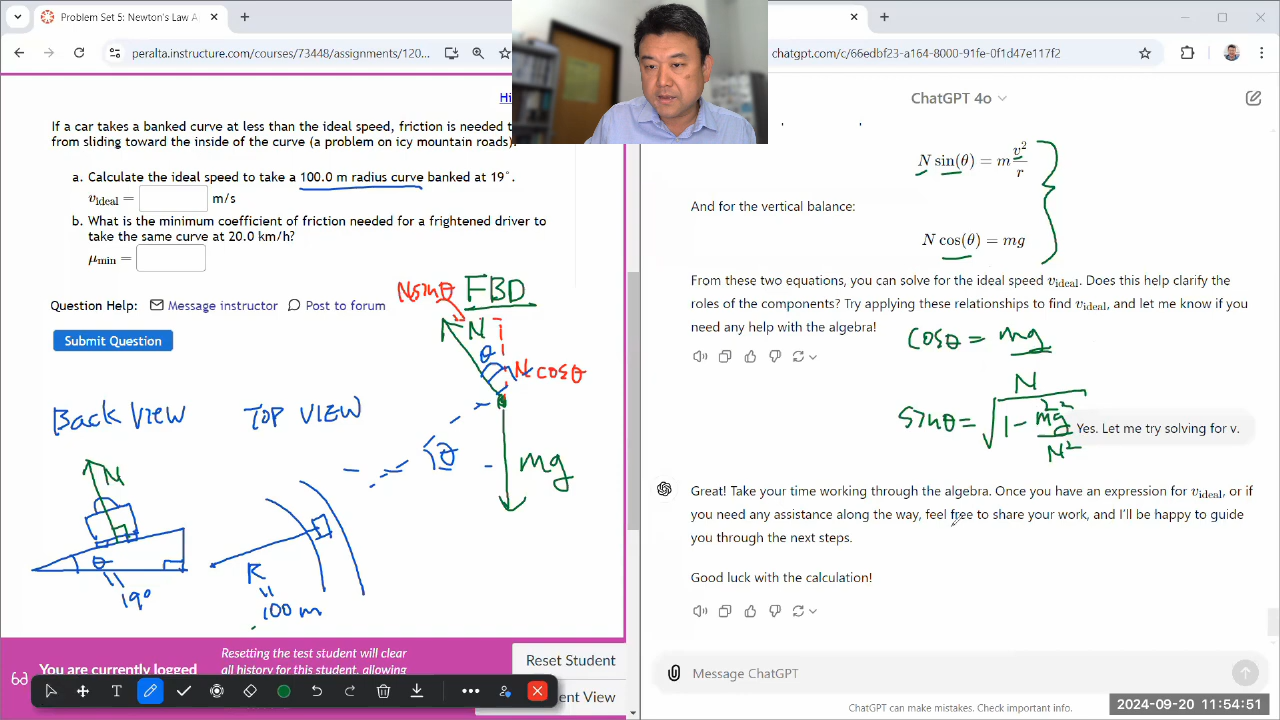 Problem Set 5: Newton's Law A
peralta.instructure.com/courses/73448/assignments/120...
chatgpt.com/c/66edbf23-a164-8000-91fe-0f1d47e117f2
Hi
If a car takes a banked curve at less than the ideal speed, friction is needed t
from sliding toward the inside of the curve (a problem on icy mountain roads).
a. Calculate the ideal speed to take a 100.0 m radius curve banked at 19°.
v_ideal = m/s
b. What is the minimum coefficient of friction needed for a frightened driver to
take the same curve at 20.0 km/h?
μ_min =
Question Help: Message instructor Post to forum
Submit Question
FBD
N sinθ
N
θ
N cosθ
mg
θ
BACK VIEW
TOP VIEW
N
θ
19°
R
100 m
You are currently logged
Resetting the test student will clear
all history for this student, allowing
Reset Student
ent View
ChatGPT 4o
N sin(θ) = m v²/r
And for the vertical balance:
N cos(θ) = mg
From these two equations, you can solve for the ideal speed v_ideal. Does this help clarify
the roles of the components? Try applying these relationships to find v_ideal, and let me know if you
need any help with the algebra!
cosθ = mg/N
sinθ = √(1 - m²g²/N²)
Yes. Let me try solving for v.
Great! Take your time working through the algebra. Once you have an expression for v_ideal, or if
you need any assistance along the way, feel free to share your work, and I'll be happy to guide
you through the next steps.
Good luck with the calculation!
Message ChatGPT
ChatGPT can make mistakes. Check important info.
2024-09-20 11:54:51